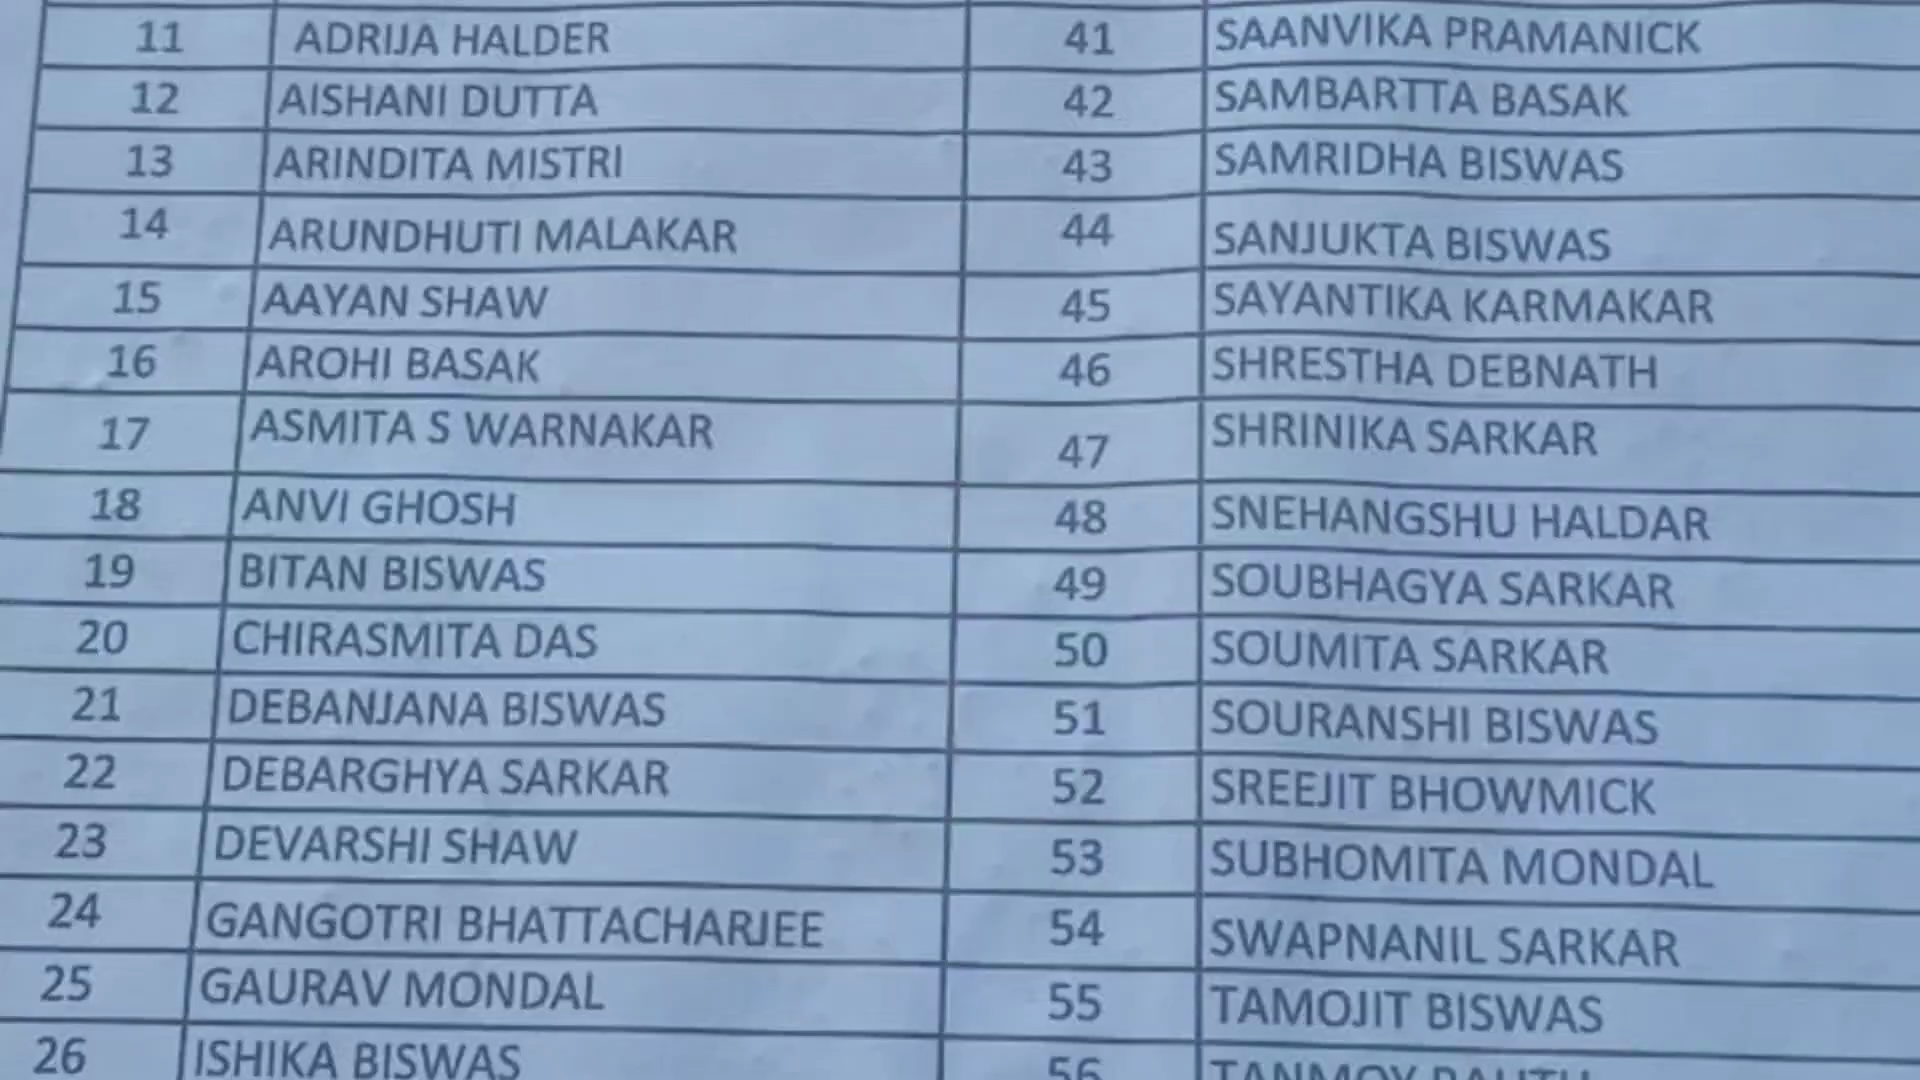 11 ADRIJA HALDER 41 SAANVIKA PRAMANICK
12 AISHANI DUTTA 42 SAMBARTTA BASAK
13 ARINDITA MISTRI 43 SAMRIDHA BISWAS
14 ARUNDHUTI MALAKAR 44 SANJUKTA BISWAS
15 AAYAN SHAW 45 SAYANTIKA KARMAKAR
16 AROHI BASAK 46 SHRESTHA DEBNATH
17 ASMITA S WARNAKAR 47 SHRINIKA SARKAR
18 ANVI GHOSH 48 SNEHANGSHU HALDAR
19 BITAN BISWAS 49 SOUBHAGYA SARKAR
20 CHIRASMITA DAS 50 SOUMITA SARKAR
21 DEBANJANA BISWAS 51 SOURANSHI BISWAS
22 DEBARGHYA SARKAR 52 SREEJIT BHOWMICK
23 DEVARSHI SHAW 53 SUBHOMITA MONDAL
24 GANGOTRI BHATTACHARJEE 54 SWAPNANIL SARKAR
25 GAURAV MONDAL 55 TAMOJIT BISWAS
26 ISHIKA BISWAS 56 TANMOY